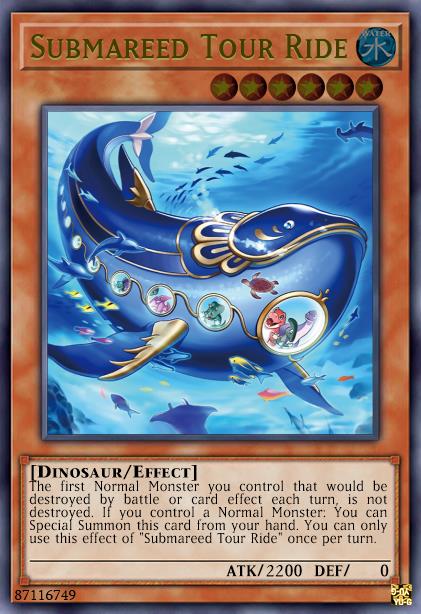 Submareed Tour Ride
WATER
水
[Dinosaur/Effect]
The first Normal Monster you control that would be
destroyed by battle or card effect each turn, is not
destroyed. If you control a Normal Monster: You can
Special Summon this card from your hand. You can only
use this effect of "Submareed Tour Ride" once per turn.
ATK/2200 DEF/ 0
87116749